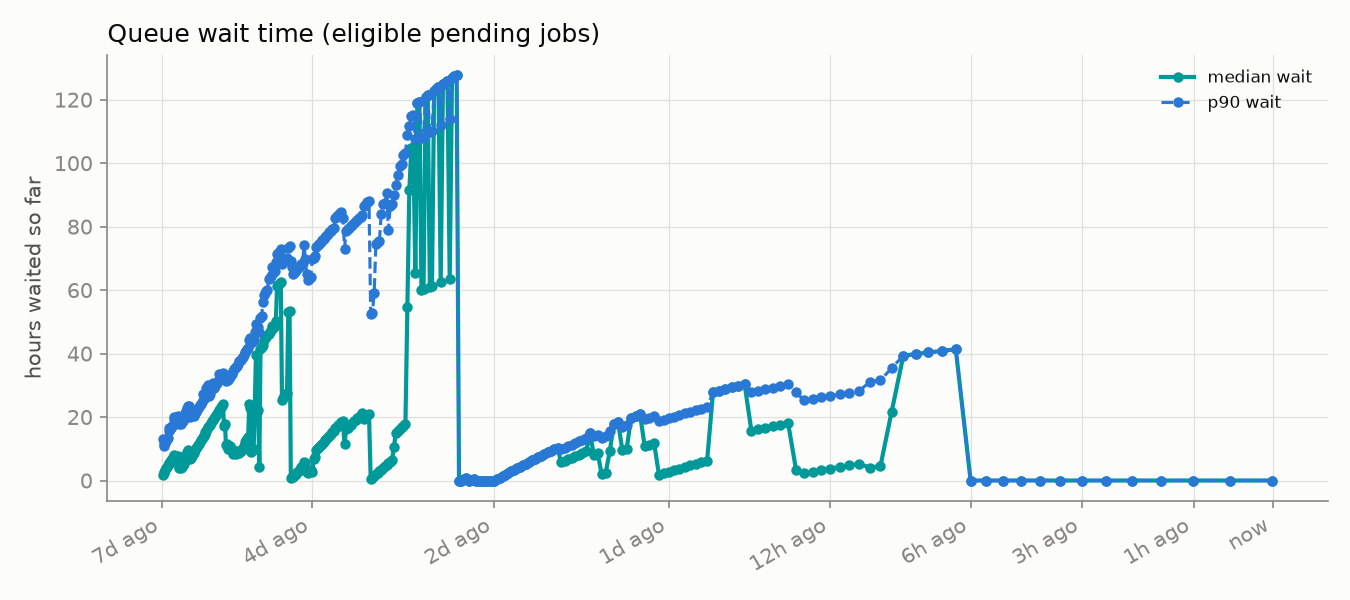 Queue wait time (eligible pending jobs)
median wait
p90 wait
hours waited so far
120
100
80
60
40
20
0
7d ago
4d ago
2d ago
1d ago
12h ago
6h ago
3h ago
1h ago
now